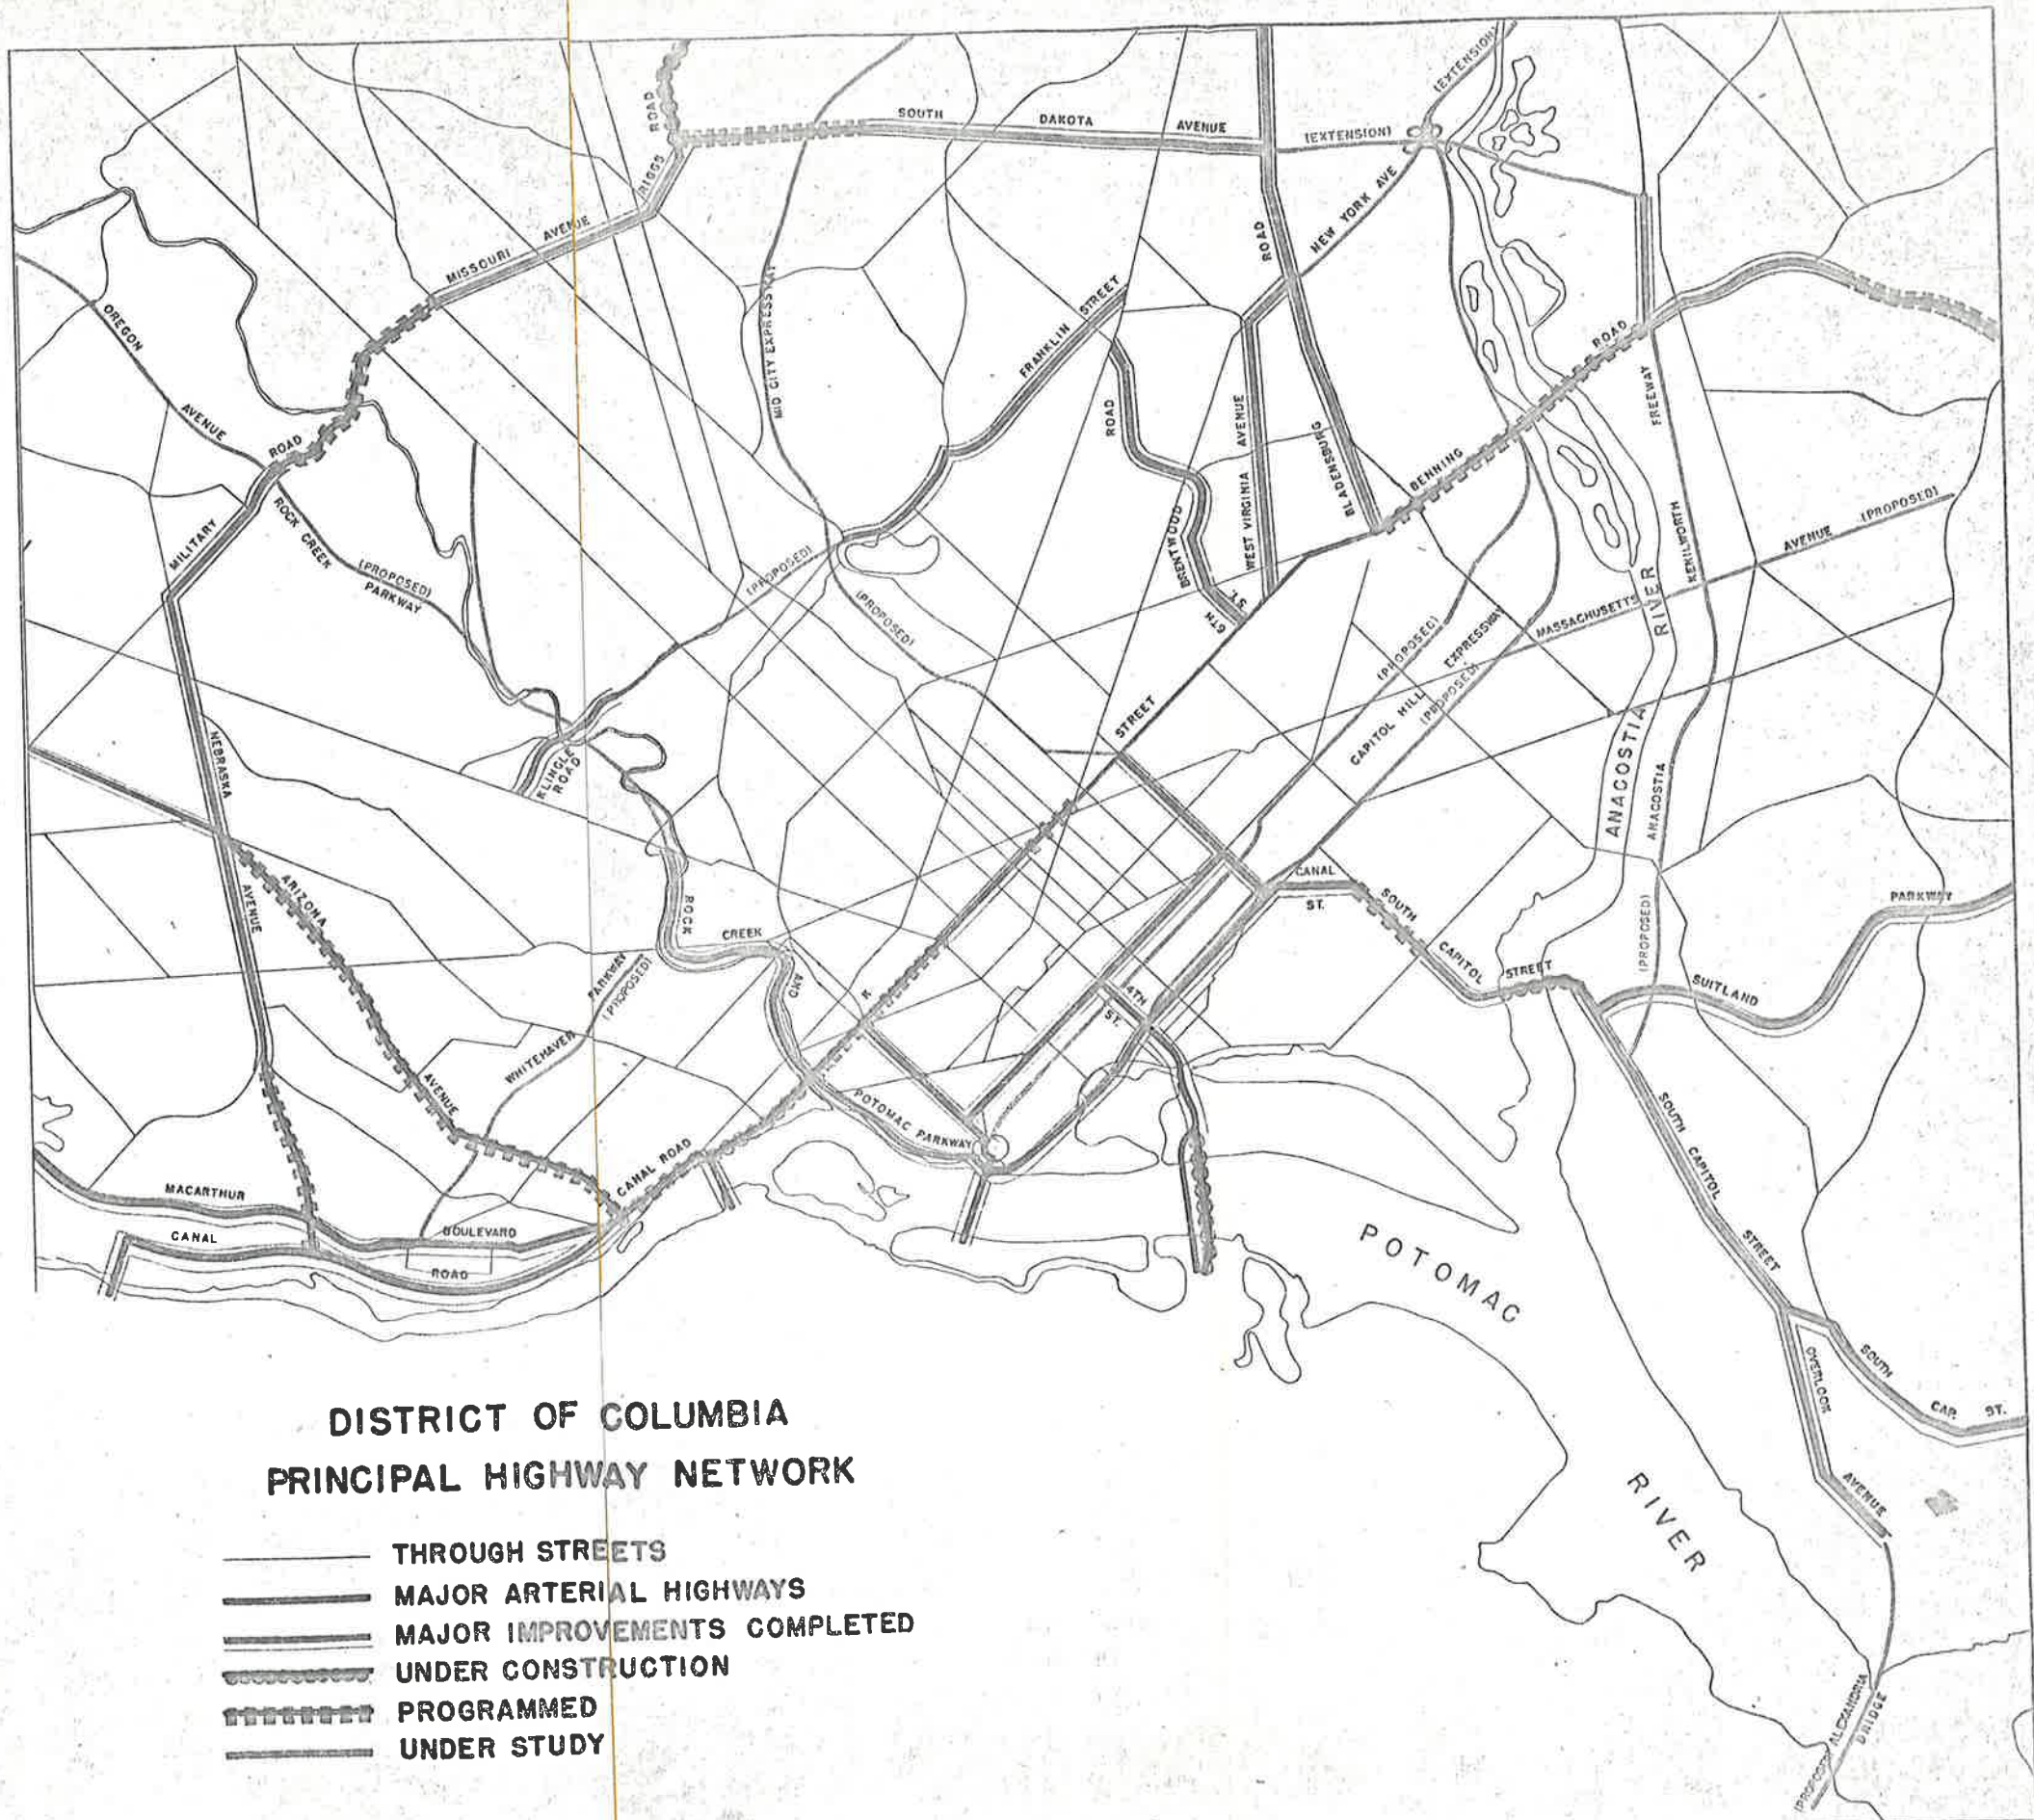 (EXTENSION)
ROAD
SOUTH DAKOTA AVENUE
(EXTENSION)
RIGGS
MISSOURI AVENUE
ROAD
NEW YORK AVE
OREGON
AVENUE
MID CITY EXPRESSWAY
FRANKLIN STREET
ROAD
FREEWAY
ROAD
MILITARY
ROCK CREEK
(PROPOSED)
PARKWAY
(PROPOSED)
(PROPOSED)
ROAD
BRENTWOOD
AVENUE
WEST VIRGINIA
BLADENSBURG
BENNING
6TH
ST.
KENILWORTH
AVENUE (PROPOSED)
MASSACHUSETTS
RIVER
(PROPOSED)
CAPITOL HILL EXPRESSWAY
(PROPOSED)
STREET
NEBRASKA
KLINGLE
ROAD
ANACOSTIA
ANACOSTIA
ARIZONA
AVENUE
ROCK
CREEK
AND
CANAL
ST.
SOUTH
CAPITOL
STREET
(PROPOSED)
PARKWAY
SUITLAND
PARKWAY
(PROPOSED)
WHITEHAVEN
K
14TH
ST.
AVENUE
POTOMAC PARKWAY
CANAL ROAD
MACARTHUR
CANAL
BOULEVARD
ROAD
SOUTH CAPITOL
STREET
POTOMAC
RIVER
OVERLOOK
AVENUE
SOUTH
CAP. ST.
(PROPOSED) ALEXANDRIA
BRIDGE
DISTRICT OF COLUMBIA
PRINCIPAL HIGHWAY NETWORK
THROUGH STREETS
MAJOR ARTERIAL HIGHWAYS
MAJOR IMPROVEMENTS COMPLETED
UNDER CONSTRUCTION
PROGRAMMED
UNDER STUDY